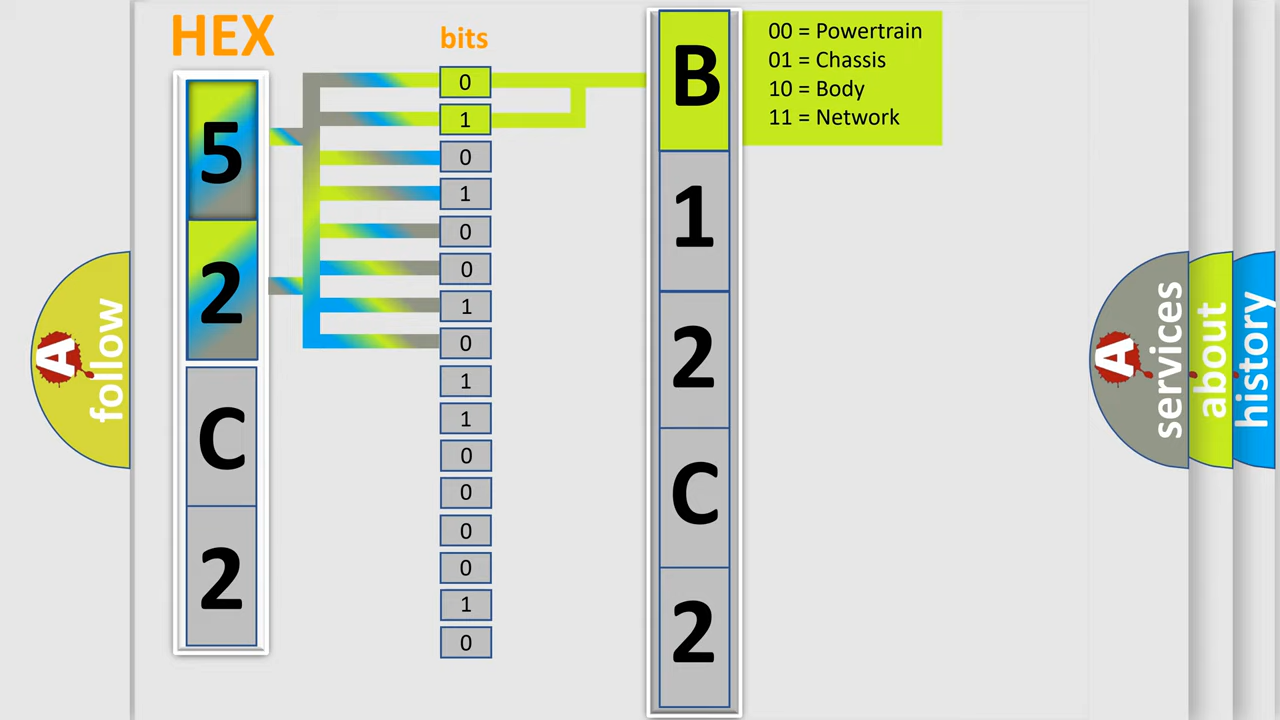 HEX
bits
5
2
C
2
0
1
0
1
0
0
1
0
1
1
0
0
0
0
1
0
B
1
2
C
2
00 = Powertrain
01 = Chassis
10 = Body
11 = Network
A
follow
A
services
about
history